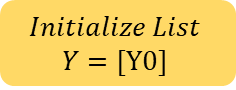 Initialize List
Y = [Y0]